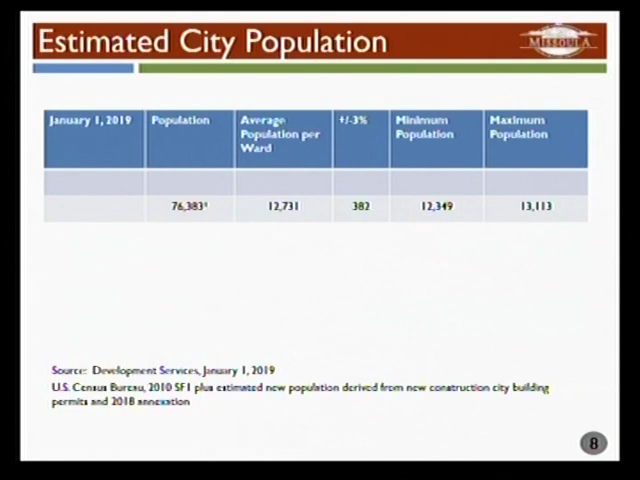 Estimated City Population
MISSOULA
January 1, 2019 Population Average Population per Ward +/-3% Minimum Population Maximum Population
76,383* 12,731 382 12,349 13,113
Source: Development Services, January 1, 2019
U.S. Census Bureau, 2010 SF1 plus estimated new population derived from new construction city building
permits and 2018 annexation
8